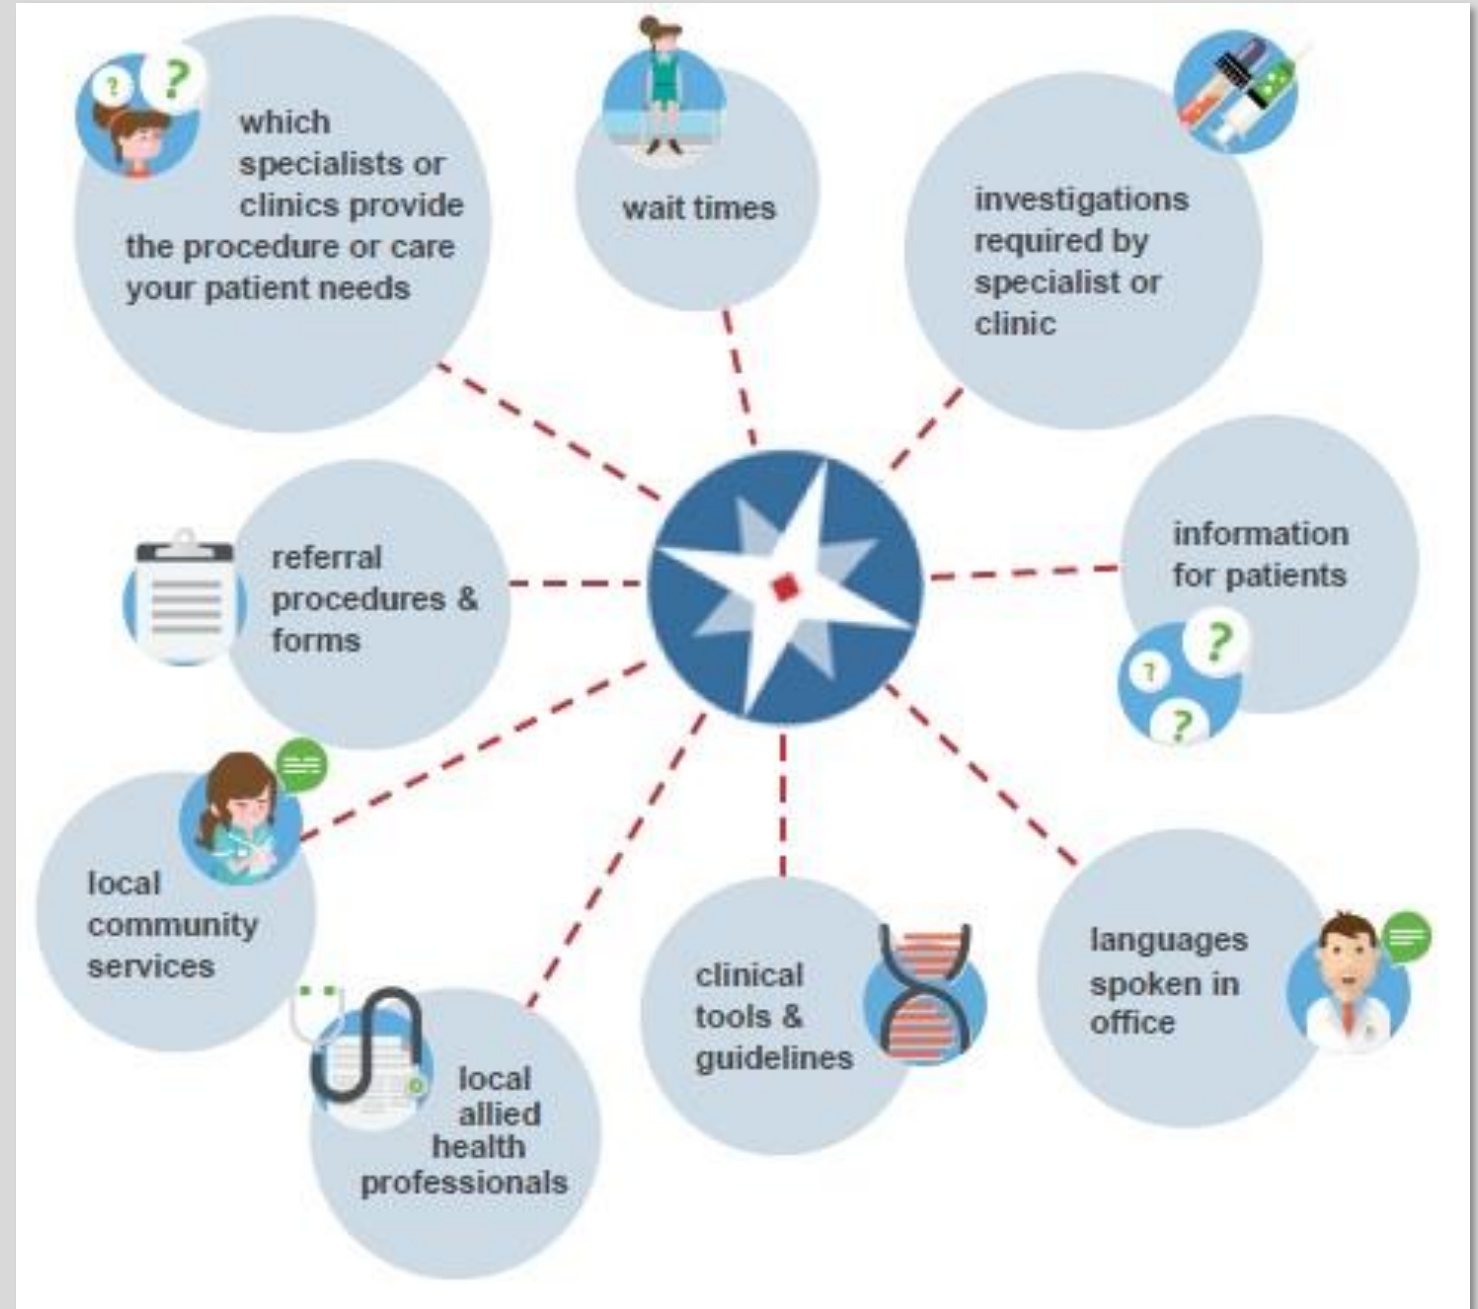 ? ?
which
specialists or
clinics provide
the procedure or care
your patient needs
wait times
investigations
required by
specialist or
clinic
referral
procedures &
forms
information
for patients
?
?
?
local
community
services
local
allied
health
professionals
clinical
tools &
guidelines
languages
spoken in
office